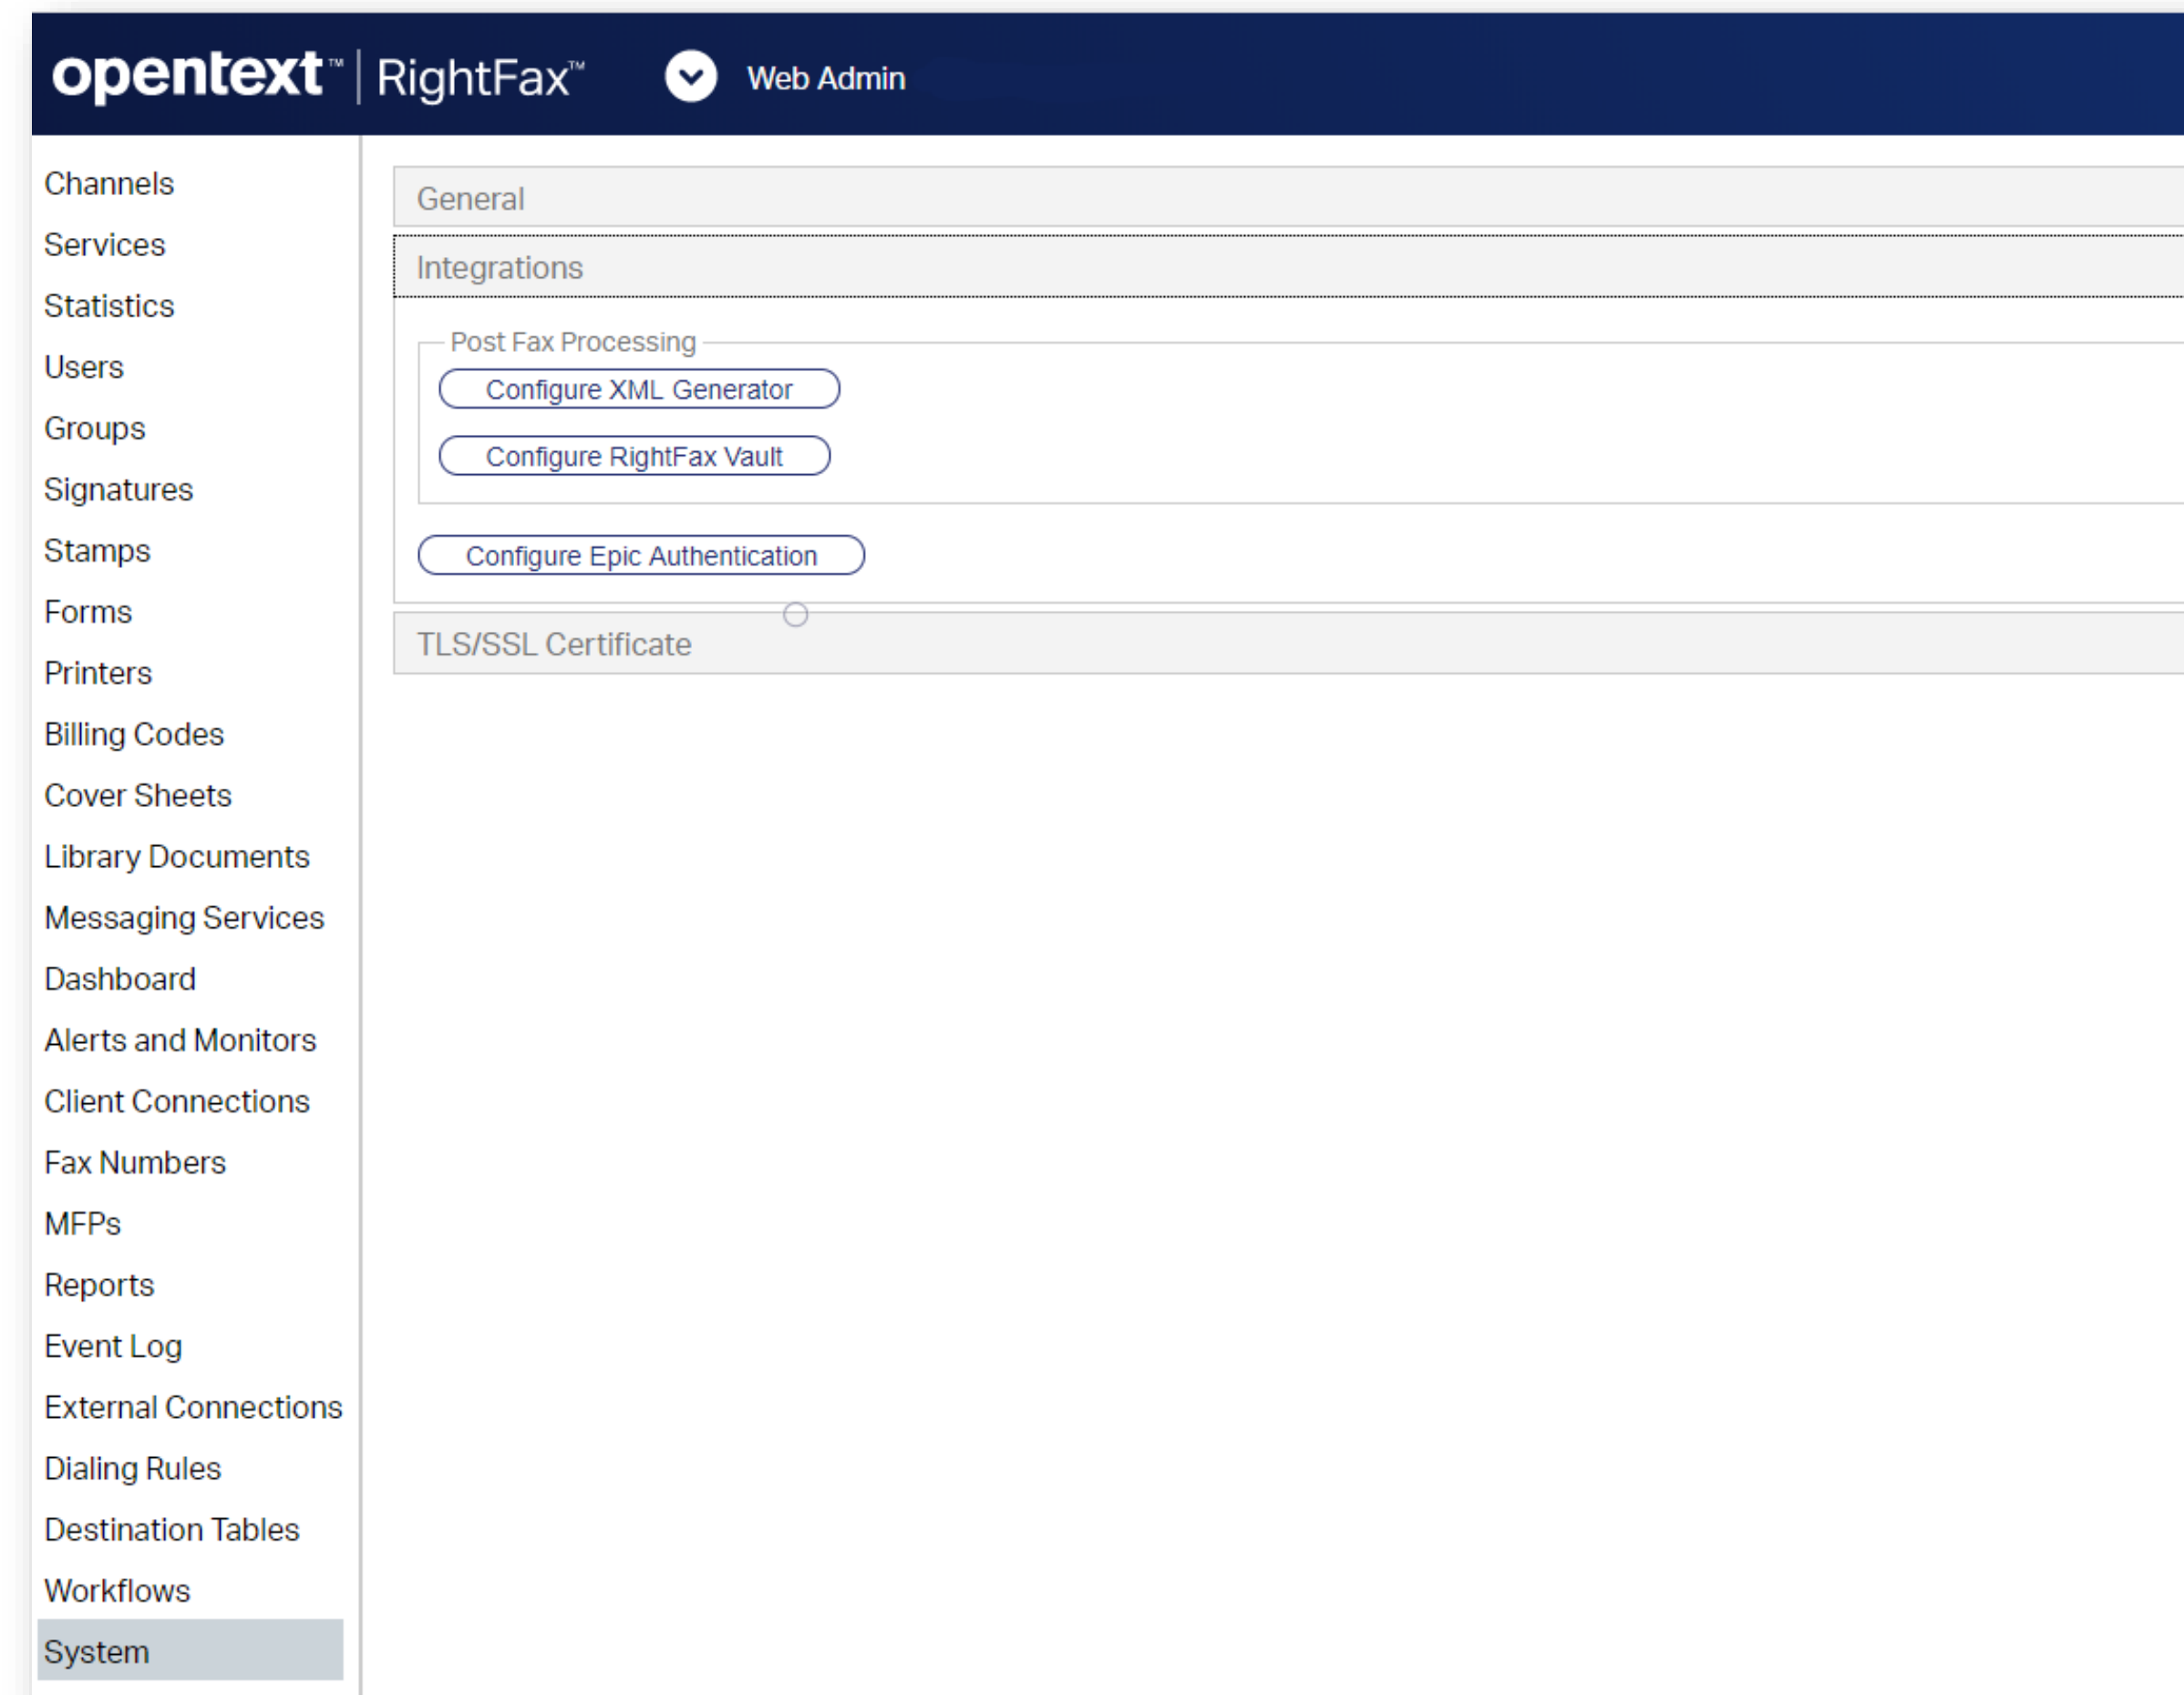 opentext™ | RightFax™ Web Admin
Channels
Services
Statistics
Users
Groups
Signatures
Stamps
Forms
Printers
Billing Codes
Cover Sheets
Library Documents
Messaging Services
Dashboard
Alerts and Monitors
Client Connections
Fax Numbers
MFPs
Reports
Event Log
External Connections
Dialing Rules
Destination Tables
Workflows
System
General
Integrations
Post Fax Processing
Configure XML Generator
Configure RightFax Vault
Configure Epic Authentication
TLS/SSL Certificate